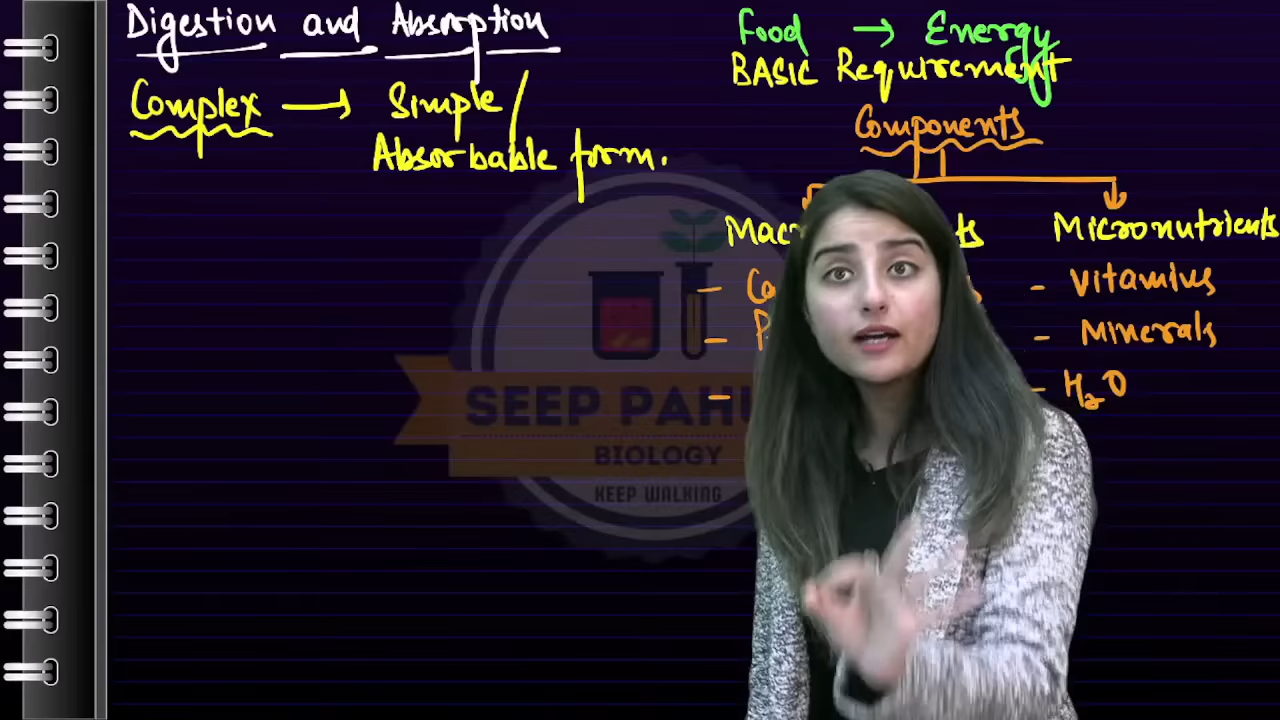 Digestion and Absorption
Complex → Simple /
Absorbable form.
Food → Energy
BASIC Requirement
Components
Micronutrients
- Vitamins
- Minerals
- H₂O
SEEP
BIOLOGY
KEEP WALKING